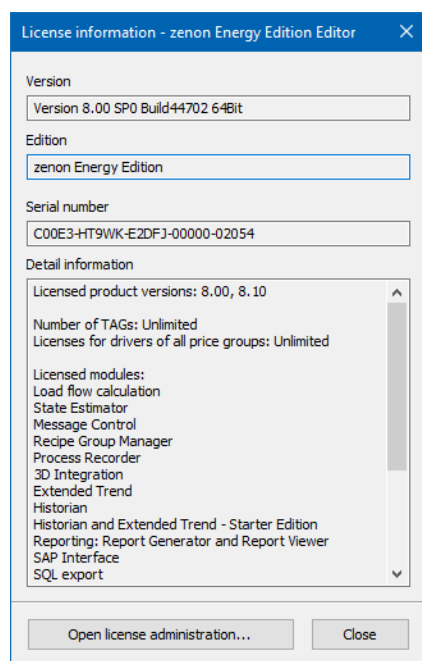 License information - zenon Energy Edition Editor
Version
Version 8.00 SP0 Build44702 64Bit
Edition
zenon Energy Edition
Serial number
C00E3-HT9WK-E2DFJ-00000-02054
Detail information
Licensed product versions: 8.00, 8.10
Number of TAGs: Unlimited
Licenses for drivers of all price groups: Unlimited
Licensed modules:
Load flow calculation
State Estimator
Message Control
Recipe Group Manager
Process Recorder
3D Integration
Extended Trend
Historian
Historian and Extended Trend - Starter Edition
Reporting: Report Generator and Report Viewer
SAP Interface
SQL export
Open license administration... Close